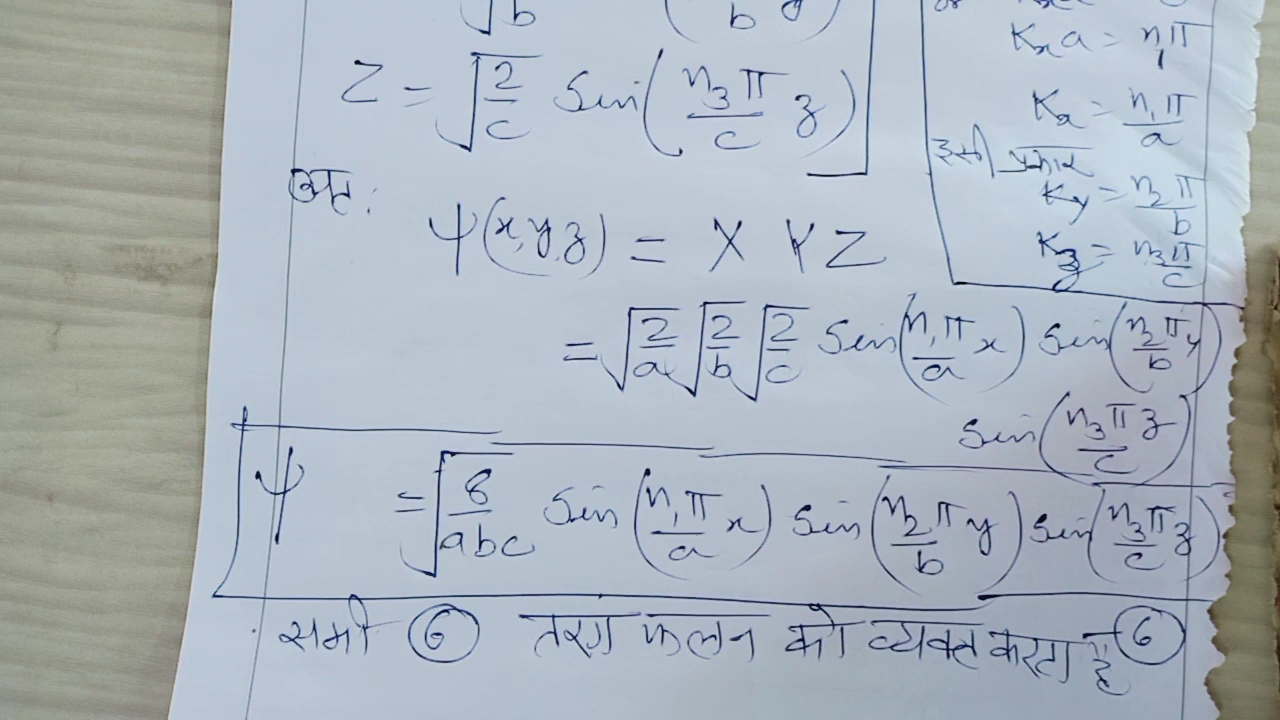 √b ( b y )
Z = √(2/c) Sin(n₃π/c z)
अतः
ψ(x,y,z) = X Y Z
= √(2/a) √(2/b) √(2/c) Sin(n₁π/a x) Sin(n₂π/b y)
Sin(n₃π/c z)
ψ = √(8/abc) Sin(n₁π/a x) Sin(n₂π/b y) Sin(n₃π/c z)
समी ⑥ तरंग फलन को व्यक्त करता है ⑥
Kₓa = n₁π
Kₓ = n₁π/a
इसी प्रकार
Ky = n₂π/b
Kz = n₃π/c